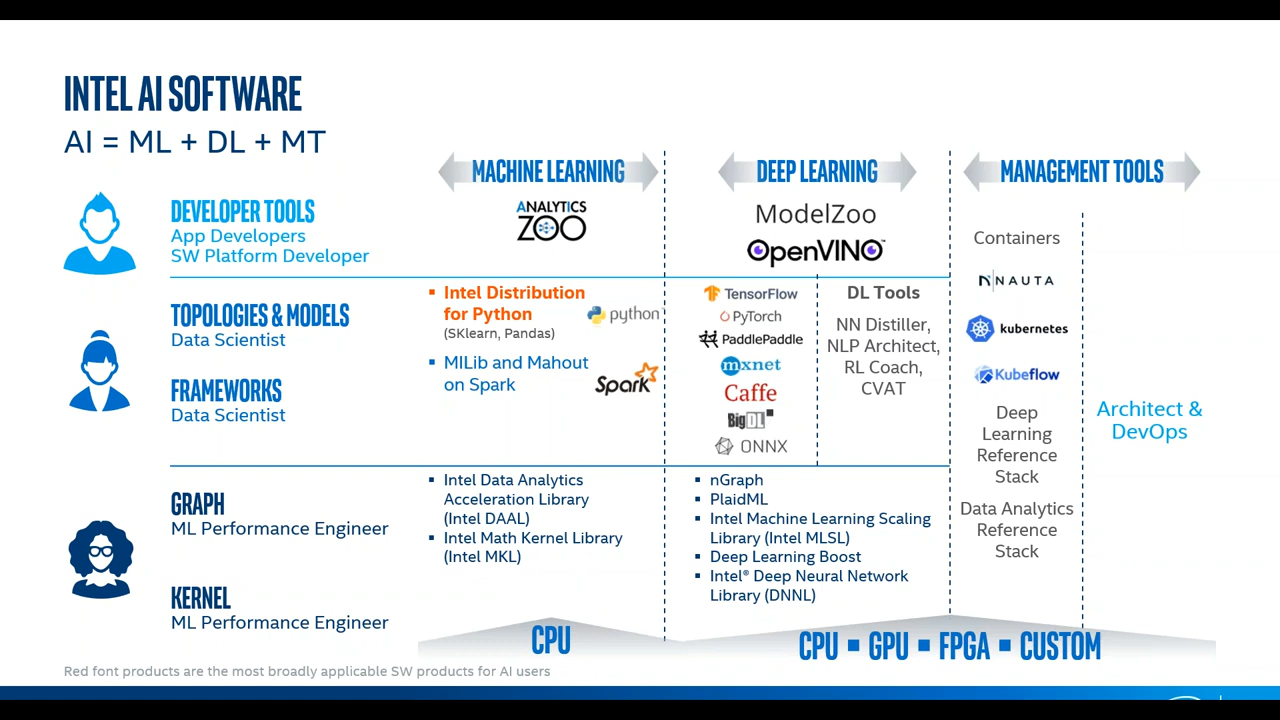 INTEL AI SOFTWARE
AI = ML + DL + MT
MACHINE LEARNING
DEEP LEARNING
MANAGEMENT TOOLS
DEVELOPER TOOLS
App Developers
SW Platform Developer
ANALYTICS
ZOO
ModelZoo
OpenVINO™
TOPOLOGIES & MODELS
Data Scientist
FRAMEWORKS
Data Scientist
▪ Intel Distribution
for Python
(SKlearn, Pandas)
python
▪ MILib and Mahout
on Spark
Spark
TensorFlow
PyTorch
PaddlePaddle
mxnet
Caffe
BigDL
ONNX
DL Tools
NN Distiller,
NLP Architect,
RL Coach,
CVAT
Containers
NAUTA
kubernetes
Kubeflow
Deep
Learning
Reference
Stack
Data Analytics
Reference
Stack
Architect &
DevOps
GRAPH
ML Performance Engineer
KERNEL
ML Performance Engineer
▪ Intel Data Analytics
Acceleration Library
(Intel DAAL)
▪ Intel Math Kernel Library
(Intel MKL)
▪ nGraph
▪ PlaidML
▪ Intel Machine Learning Scaling
Library (Intel MLSL)
▪ Deep Learning Boost
▪ Intel® Deep Neural Network
Library (DNNL)
CPU
CPU ▪ GPU ▪ FPGA ▪ CUSTOM
Red font products are the most broadly applicable SW products for AI users